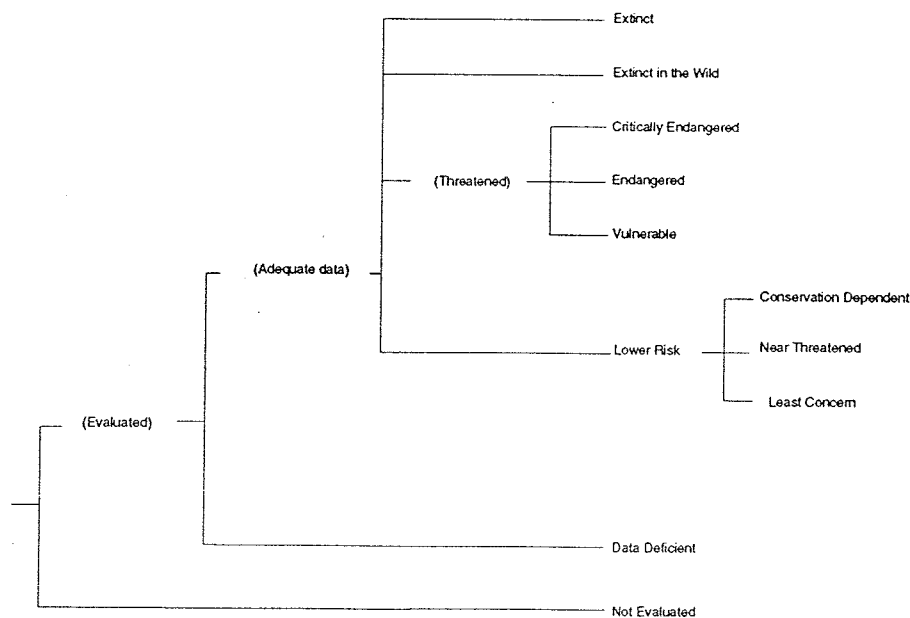 Extinct
Extinct in the Wild
Critically Endangered
(Threatened)
Endangered
Vulnerable
(Adequate data)
Conservation Dependent
Lower Risk
Near Threatened
Least Concern
(Evaluated)
Data Deficient
Not Evaluated